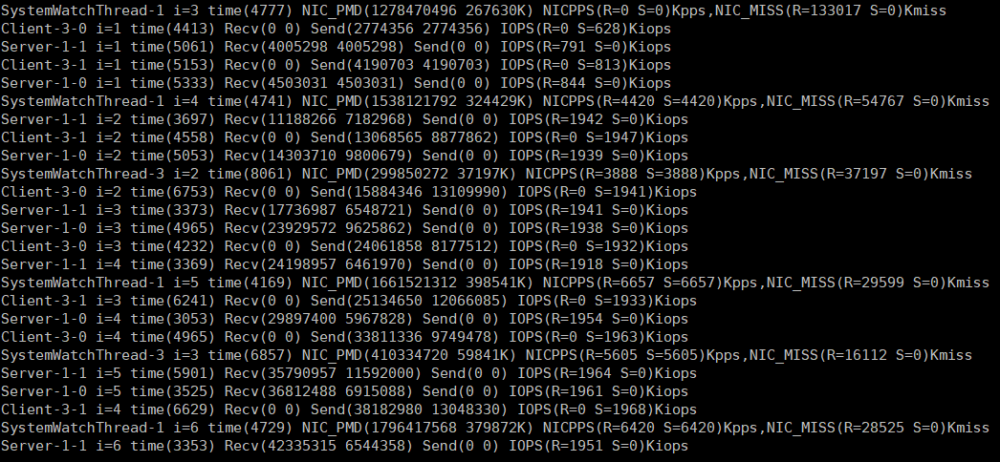 SystemWatchThread-1 i=3 time(4777) NIC_PMD(1278470496 267630K) NICPPS(R=0 S=0)Kpps,NIC_MISS(R=133017 S=0)Kmiss
Client-3-0 i=1 time(4413) Recv(0 0) Send(2774356 2774356) IOPS(R=0 S=628)Kiops
Server-1-1 i=1 time(5061) Recv(4005298 4005298) Send(0 0) IOPS(R=791 S=0)Kiops
Client-3-1 i=1 time(5153) Recv(0 0) Send(4190703 4190703) IOPS(R=0 S=813)Kiops
Server-1-0 i=1 time(5333) Recv(4503031 4503031) Send(0 0) IOPS(R=844 S=0)Kiops
SystemWatchThread-1 i=4 time(4741) NIC_PMD(1538121792 324429K) NICPPS(R=4420 S=4420)Kpps,NIC_MISS(R=54767 S=0)Kmiss
Server-1-1 i=2 time(3697) Recv(11188266 7182968) Send(0 0) IOPS(R=1942 S=0)Kiops
Client-3-1 i=2 time(4558) Recv(0 0) Send(13068565 8877862) IOPS(R=0 S=1947)Kiops
Server-1-0 i=2 time(5053) Recv(14303710 9800679) Send(0 0) IOPS(R=1939 S=0)Kiops
SystemWatchThread-3 i=2 time(8061) NIC_PMD(299850272 37197K) NICPPS(R=3888 S=3888)Kpps,NIC_MISS(R=37197 S=0)Kmiss
Client-3-0 i=2 time(6753) Recv(0 0) Send(15884346 13109990) IOPS(R=0 S=1941)Kiops
Server-1-1 i=3 time(3373) Recv(17736987 6548721) Send(0 0) IOPS(R=1941 S=0)Kiops
Server-1-0 i=3 time(4965) Recv(23929572 9625862) Send(0 0) IOPS(R=1938 S=0)Kiops
Client-3-0 i=3 time(4232) Recv(0 0) Send(24061858 8177512) IOPS(R=0 S=1932)Kiops
Server-1-1 i=4 time(3369) Recv(24198957 6461970) Send(0 0) IOPS(R=1918 S=0)Kiops
SystemWatchThread-1 i=5 time(4169) NIC_PMD(1661521312 398541K) NICPPS(R=6657 S=6657)Kpps,NIC_MISS(R=29599 S=0)Kmiss
Client-3-1 i=3 time(6241) Recv(0 0) Send(25134650 12066085) IOPS(R=0 S=1933)Kiops
Server-1-0 i=4 time(3053) Recv(29897400 5967828) Send(0 0) IOPS(R=1954 S=0)Kiops
Client-3-0 i=4 time(4965) Recv(0 0) Send(33811336 9749478) IOPS(R=0 S=1963)Kiops
SystemWatchThread-3 i=3 time(6857) NIC_PMD(410334720 59841K) NICPPS(R=5605 S=5605)Kpps,NIC_MISS(R=16112 S=0)Kmiss
Server-1-1 i=5 time(5901) Recv(35790957 11592000) Send(0 0) IOPS(R=1964 S=0)Kiops
Server-1-0 i=5 time(3525) Recv(36812488 6915088) Send(0 0) IOPS(R=1961 S=0)Kiops
Client-3-1 i=4 time(6629) Recv(0 0) Send(38182980 13048330) IOPS(R=0 S=1968)Kiops
SystemWatchThread-1 i=6 time(4729) NIC_PMD(1796417568 379872K) NICPPS(R=6420 S=6420)Kpps,NIC_MISS(R=28525 S=0)Kmiss
Server-1-1 i=6 time(3353) Recv(42335315 6544358) Send(0 0) IOPS(R=1951 S=0)Kiops